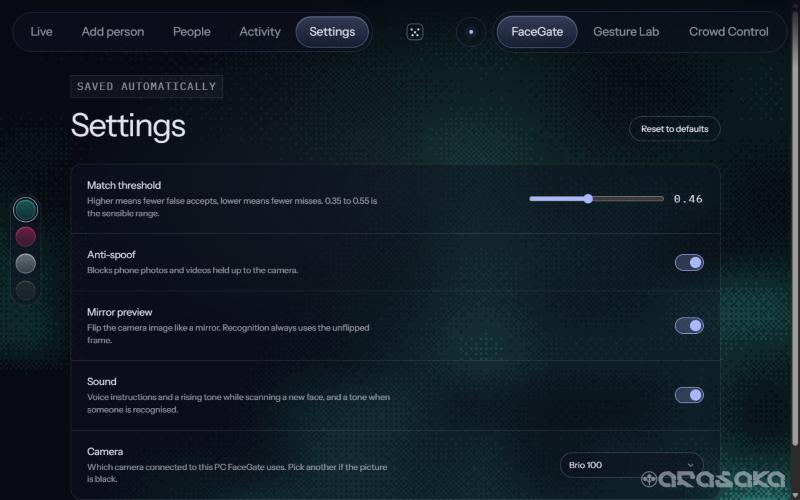 Live
Add person
People
Activity
Settings
FaceGate
Gesture Lab
Crowd Control
SAVED AUTOMATICALLY
Settings
Reset to defaults
Match threshold
Higher means fewer false accepts, lower means fewer misses. 0.35 to 0.55 is
the sensible range.
0.46
Anti-spoof
Blocks phone photos and videos held up to the camera.
Mirror preview
Flip the camera image like a mirror. Recognition always uses the unflipped
frame.
Sound
Voice instructions and a rising tone while scanning a new face, and a tone when
someone is recognised.
Camera
Which camera connected to this PC FaceGate uses. Pick another if the picture
is black.
Brio 100
arasaka